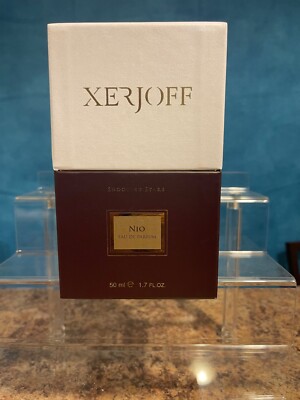 XERJOFF
NIO
EAU DE PARFUM
50 ml e 1.7 FL.OZ.